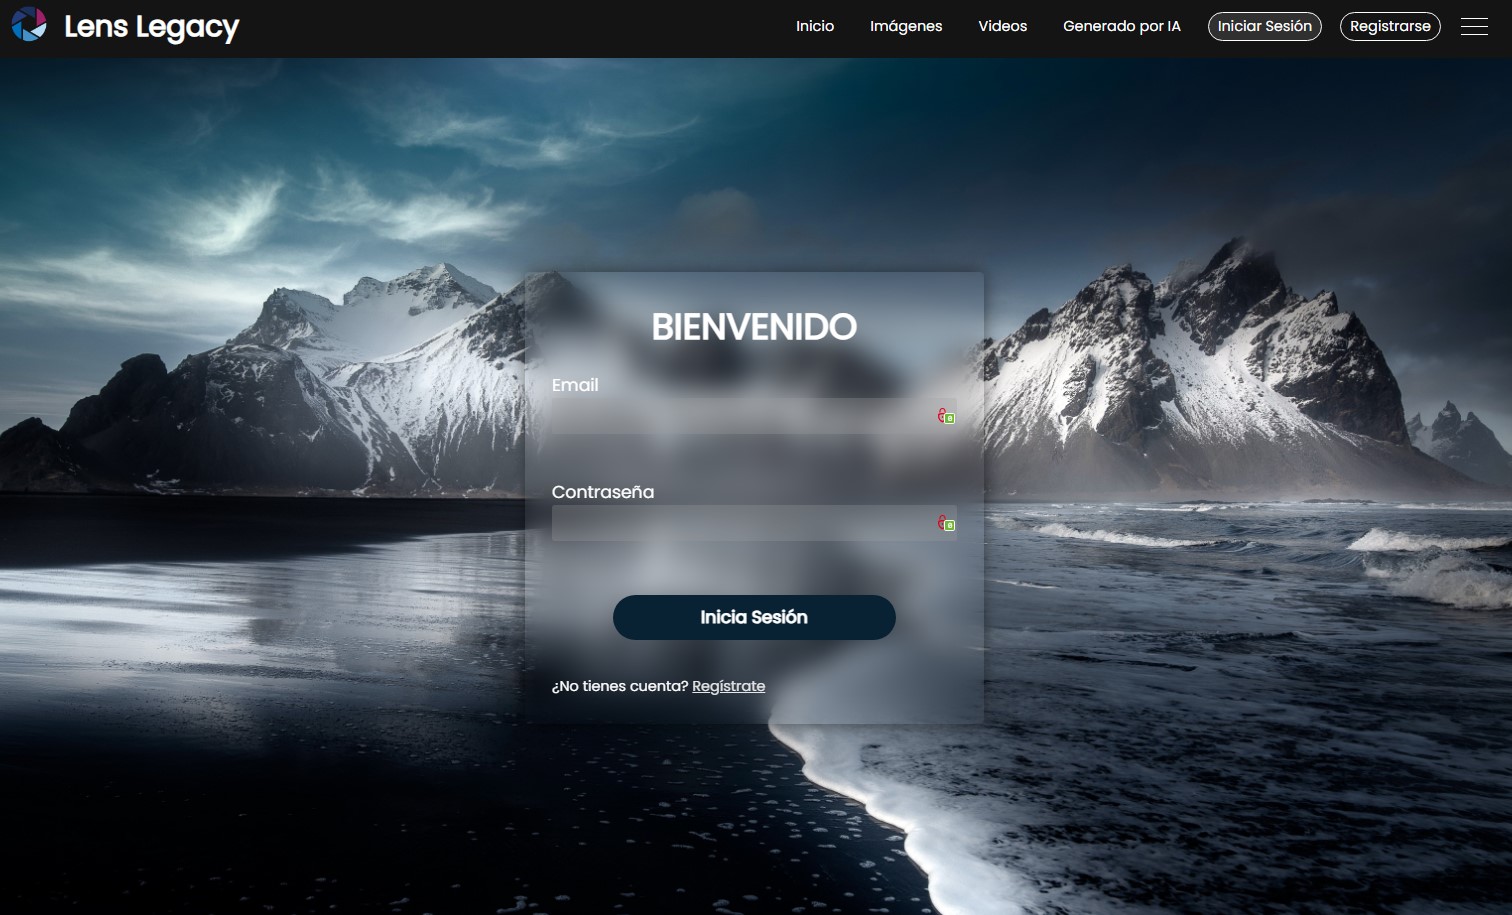 Lens Legacy
Inicio Imágenes Videos Generado por IA Iniciar Sesión Registrarse
BIENVENIDO
Email
Contraseña
Inicia Sesión
¿No tienes cuenta? Regístrate